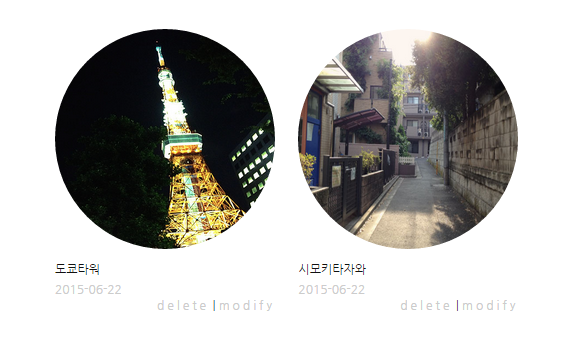 도쿄타워
2015-06-22
delete | modify
시모키타자와
2015-06-22
delete | modify